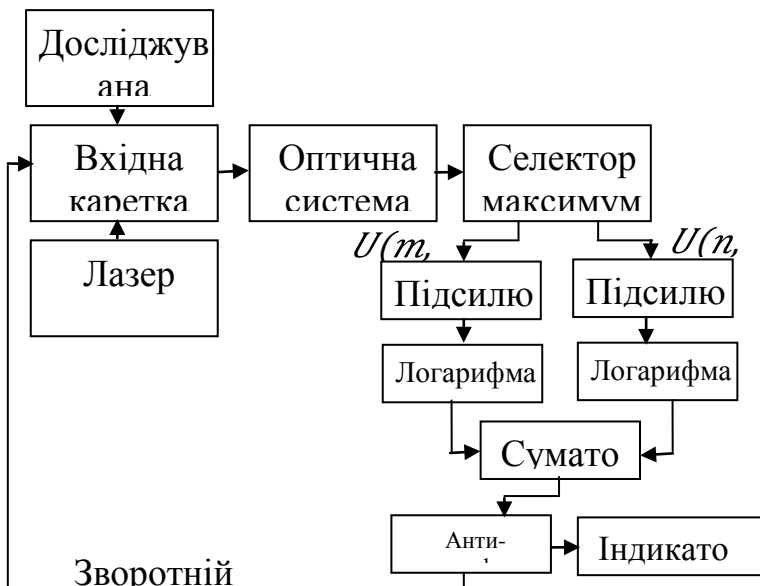 Досліджув
ана
Вхідна
каретка
Оптична
система
Селектор
максимум
Лазер
U(m,
U(n,
Підсилю
Підсилю
Логарифма
Логарифма
Сумато
Анти-
Індикато
Зворотній